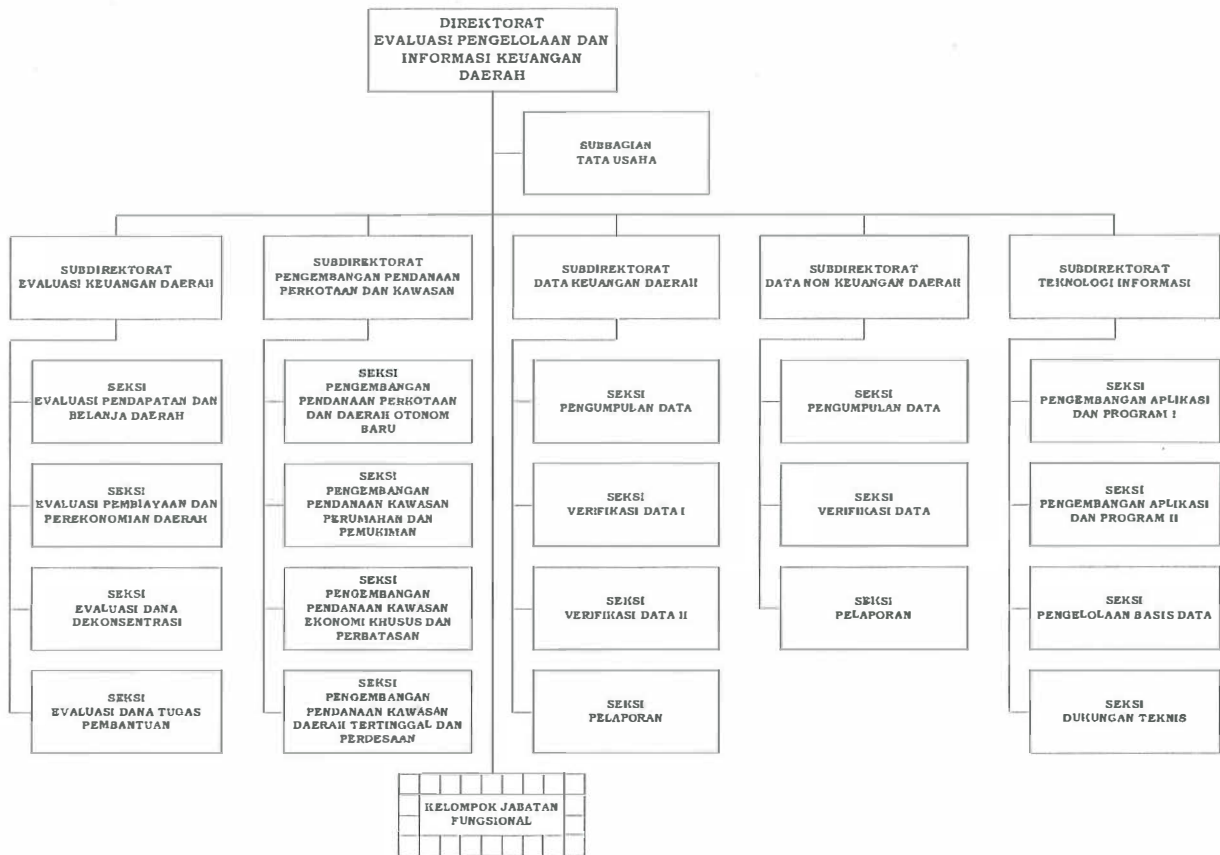 DIREKTORAT
EVALUASI PENGELOLAAN DAN
INFORMASI KEUANGAN
DAERAH
SUBBAGIAN
TATA USAHA
SUBDIREKTORAT
EVALUASI KEUANGAN DAERAH
SUBDIREKTORAT
PENGEMBANGAN PENDANAAN
PERKOTAAN DAN KAWASAN
SUBDIREKTORAT
DATA KEUANGAN DAERAH
SUBDIREKTORAT
DATA NON KEUANGAN DAERAH
SUBDIREKTORAT
TEKNOLOGI INFORMASI
SEKSI
EVALUASI PENDAPATAN DAN
BELANJA DAERAH
SEKSI
PENGEMBANGAN
PENDANAAN PERKOTAAN
DAN DAERAH OTONOM
BARU
SEKSI
PENGUMPULAN DATA
SEKSI
PENGUMPULAN DATA
SEKSI
PENGEMBANGAN APLIKASI
DAN PROGRAM I
SEKSI
EVALUASI PEMBIAYAAN DAN
PEREKONOMIAN DAERAH
SEKSI
PENGEMBANGAN
PENDANAAN KAWASAN
PERUMAHAN DAN
PEMUKIMAN
SEKSI
VERIFIKASI DATA I
SEKSI
VERIFIKASI DATA
SEKSI
PENGEMBANGAN APLIKASI
DAN PROGRAM II
SEKSI
EVALUASI DANA
DEKONSENTRASI
SEKSI
PENGEMBANGAN
PENDANAAN KAWASAN
EKONOMI KHUSUS DAN
PERBATASAN
SEKSI
VERIFIKASI DATA II
SEKSI
PELAPORAN
SEKSI
PENGELOLAAN BASIS DATA
SEKSI
EVALUASI DANA TUGAS
PEMBANTUAN
SEKSI
PENGEMBANGAN
PENDANAAN KAWASAN
DAERAH TERTINGGAL DAN
PERDESAAN
SEKSI
PELAPORAN
SEKSI
DUKUNGAN TEKNIS
KELOMPOK JABATAN
FUNGSIONAL